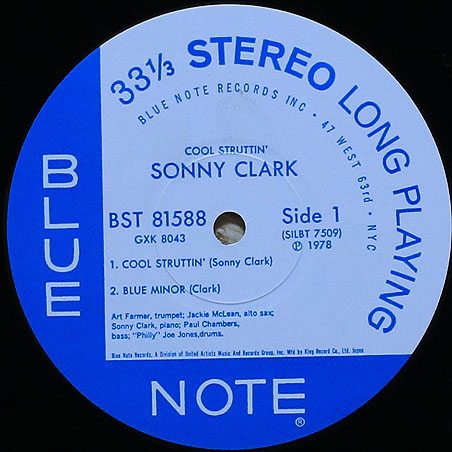 33⅓ STEREO LONG PLAYING
BLUE NOTE RECORDS INC • 47 WEST 63rd • NYC
BLUE
COOL STRUTTIN'
SONNY CLARK
BST 81588
GXK 8043
Side 1
(SILBT 7509)
℗ 1978
1. COOL STRUTTIN' (Sonny Clark)
2. BLUE MINOR (Clark)
Art Farmer, trumpet; Jackie McLean, alto sax;
Sonny Clark, piano; Paul Chambers,
bass; "Philly" Joe Jones,drums.
Blue Note Records, A Division of United Artists Music And Records Group, Inc. Mfd by King Record Co., Ltd. Japan
NOTE®